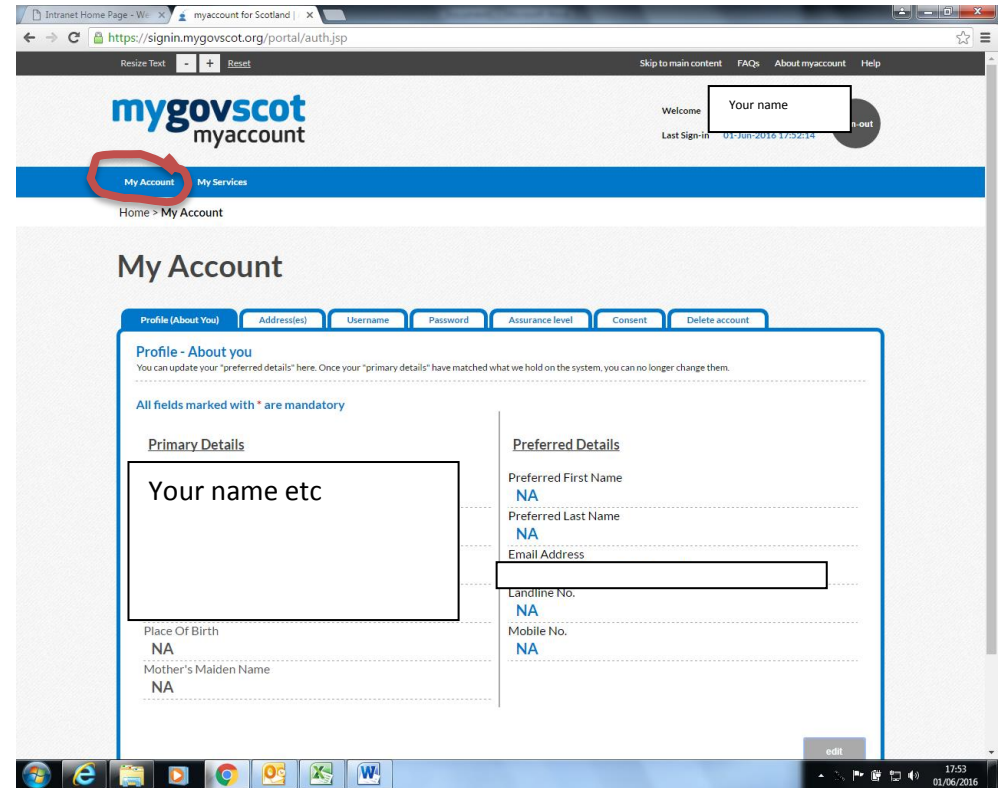 Intranet Home Page - We
myaccount for Scotland |
https://signin.mygovscot.org/portal/auth.jsp
Resize Text - + Reset
Skip to main content FAQs About myaccount Help
mygovscot
myaccount
Welcome
Your name
Last Sign-in 01-Jun-2016 17:52:14
n-out
My Account My Services
Home > My Account
My Account
Profile (About You) Address(es) Username Password Assurance level Consent Delete account
Profile - About you
You can update your "preferred details" here. Once your "primary details" have matched what we hold on the system, you can no longer change them.
All fields marked with * are mandatory
Primary Details
Your name etc
Place Of Birth
NA
Mother's Maiden Name
NA
Preferred Details
Preferred First Name
NA
Preferred Last Name
NA
Email Address
Landline No.
NA
Mobile No.
NA
edit
17:53
01/06/2016